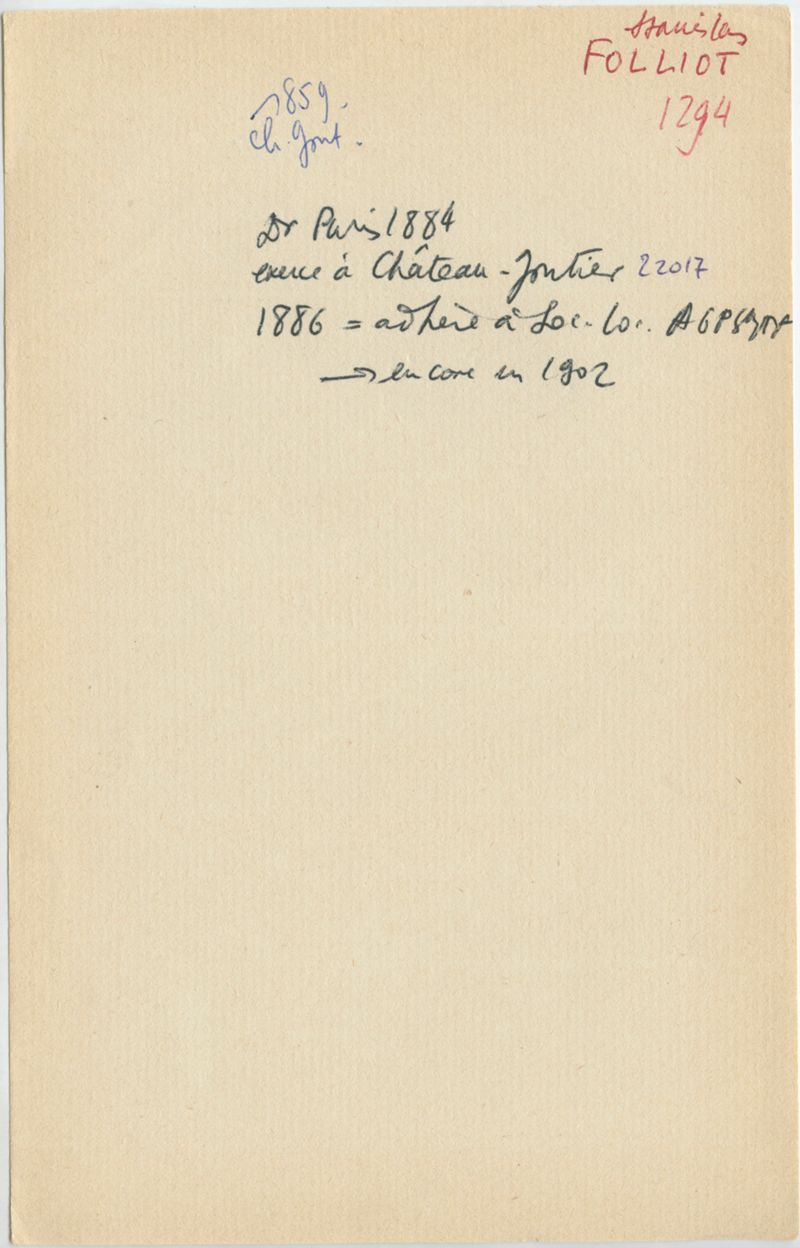 Stanislas
FOLLIOT
1294
1859.
Ch. Gont.
Dr Paris 1884
exerce à Château-Gontier 22017
1886 = adhère à Soc. loc.
→ encore en 1902